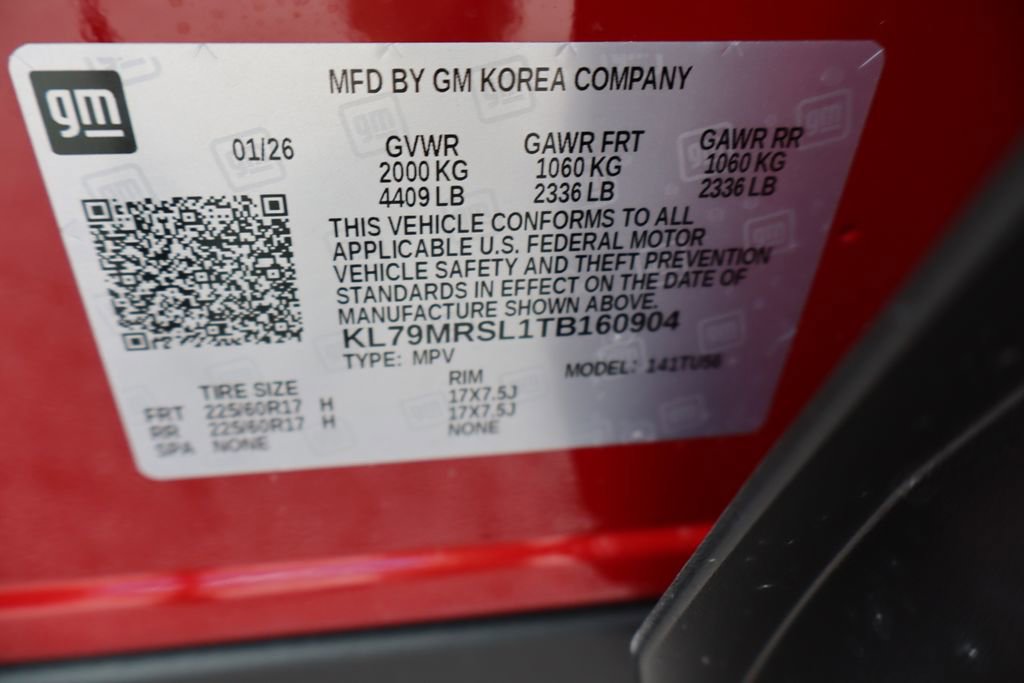 gm
MFD BY GM KOREA COMPANY
01/26
GVWR GAWR FRT GAWR RR
2000 KG 1060 KG 1060 KG
4409 LB 2336 LB 2336 LB
THIS VEHICLE CONFORMS TO ALL
APPLICABLE U.S. FEDERAL MOTOR
VEHICLE SAFETY AND THEFT PREVENTION
STANDARDS IN EFFECT ON THE DATE OF
MANUFACTURE SHOWN ABOVE.
KL79MRSL1TB160904
TYPE: MPV MODEL:
TIRE SIZE RIM
FRT 225/60R17 H 17X7.5J
RR 225/60R17 H 17X7.5J
SPA NONE NONE